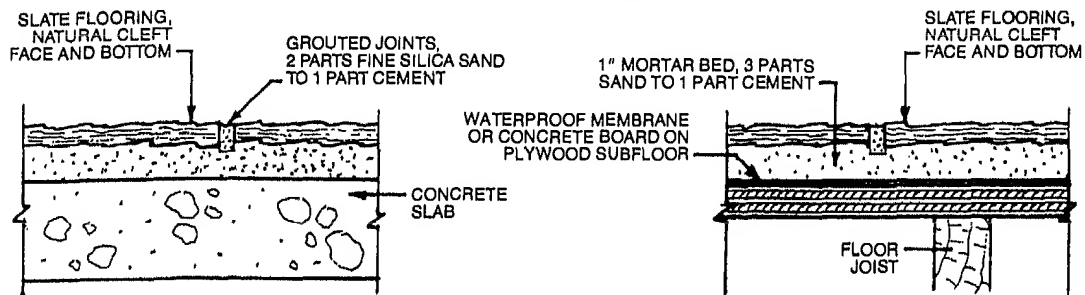 SLATE FLOORING,
NATURAL CLEFT
FACE AND BOTTOM
GROUTED JOINTS,
2 PARTS FINE SILICA SAND
TO 1 PART CEMENT
CONCRETE
SLAB
SLATE FLOORING,
NATURAL CLEFT
FACE AND BOTTOM
1" MORTAR BED, 3 PARTS
SAND TO 1 PART CEMENT
WATERPROOF MEMBRANE
OR CONCRETE BOARD ON
PLYWOOD SUBFLOOR
FLOOR
JOIST